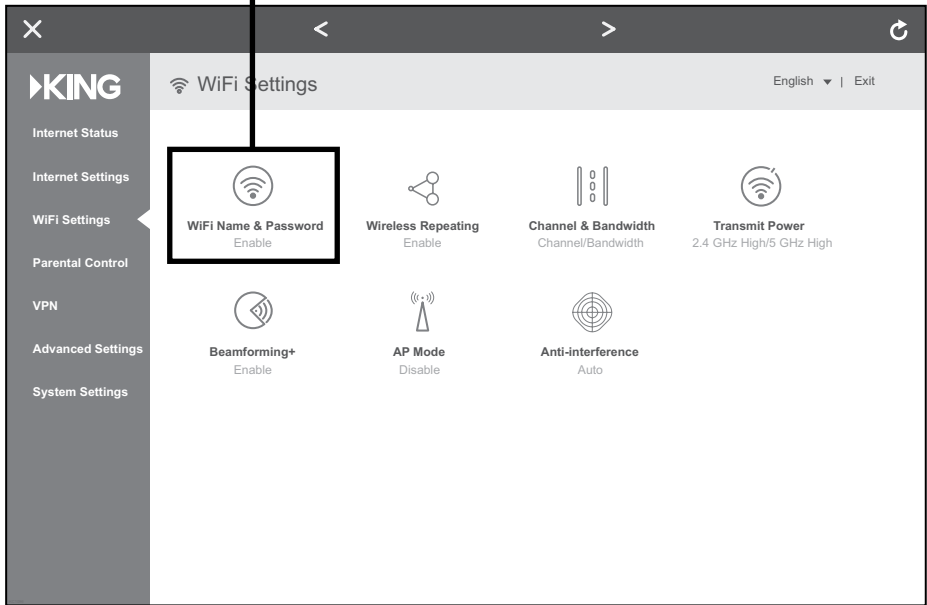 KING
WiFi Settings
English | Exit
Internet Status
Internet Settings
WiFi Settings
Parental Control
VPN
Advanced Settings
System Settings
WiFi Name & Password
Enable
Wireless Repeating
Enable
Channel & Bandwidth
Channel/Bandwidth
Transmit Power
2.4 GHz High/5 GHz High
Beamforming+
Enable
AP Mode
Disable
Anti-interference
Auto